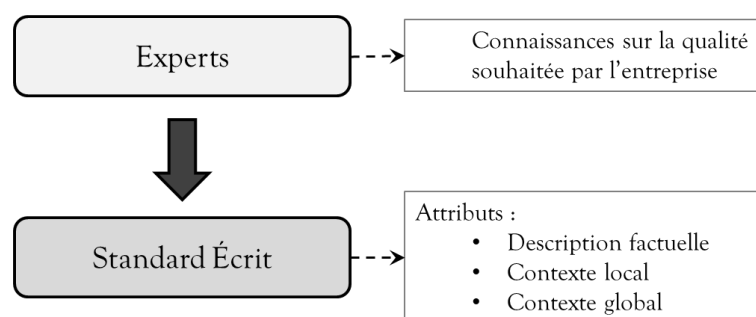 Experts
Connaissances sur la qualité
souhaitée par l'entreprise
Standard Écrit
Attributs :
• Description factuelle
• Contexte local
• Contexte global